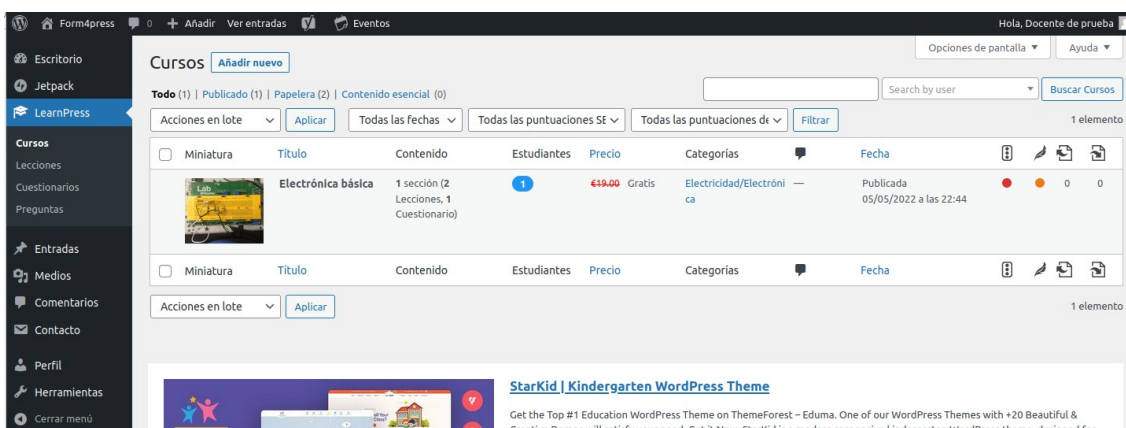 Form4press 0 + Añadir Ver entradas Eventos Hola, Docente de prueba
Opciones de pantalla ▼ Ayuda ▼
Escritorio
Jetpack
LearnPress
Cursos
Lecciones
Cuestionarios
Preguntas
Entradas
Medios
Comentarios
Contacto
Perfil
Herramientas
Cerrar menú
Cursos Añadir nuevo
Todo (1) | Publicado (1) | Papelera (2) | Contenido esencial (0)
Search by user Buscar Cursos
Acciones en lote Aplicar Todas las fechas Todas las puntuaciones SE Todas las puntuaciones de Filtrar 1 elemento
Miniatura Título Contenido Estudiantes Precio Categorías Fecha
Lab
Electrónica básica 1 sección (2 1 €19.00 Gratis Electricidad/Electróni — Publicada 0 0
Lecciones, 1 ca 05/05/2022 a las 22:44
Cuestionario)
Miniatura Título Contenido Estudiantes Precio Categorías Fecha
Acciones en lote Aplicar 1 elemento
StarKid | Kindergarten WordPress Theme
Get the Top #1 Education WordPress Theme on ThemeForest – Eduma. One of our WordPress Themes with +20 Beautiful &